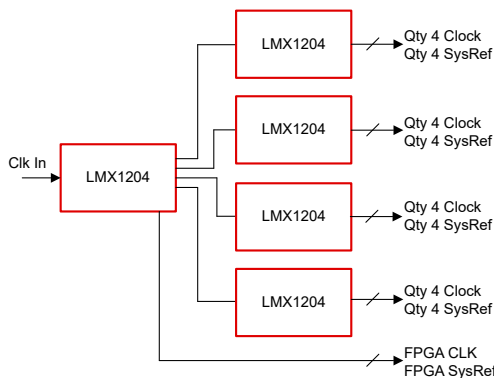 LMX1204
Qty 4 Clock
Qty 4 SysRef
LMX1204
Qty 4 Clock
Qty 4 SysRef
Clk In
LMX1204
LMX1204
Qty 4 Clock
Qty 4 SysRef
LMX1204
Qty 4 Clock
Qty 4 SysRef
FPGA CLK
FPGA SysRef